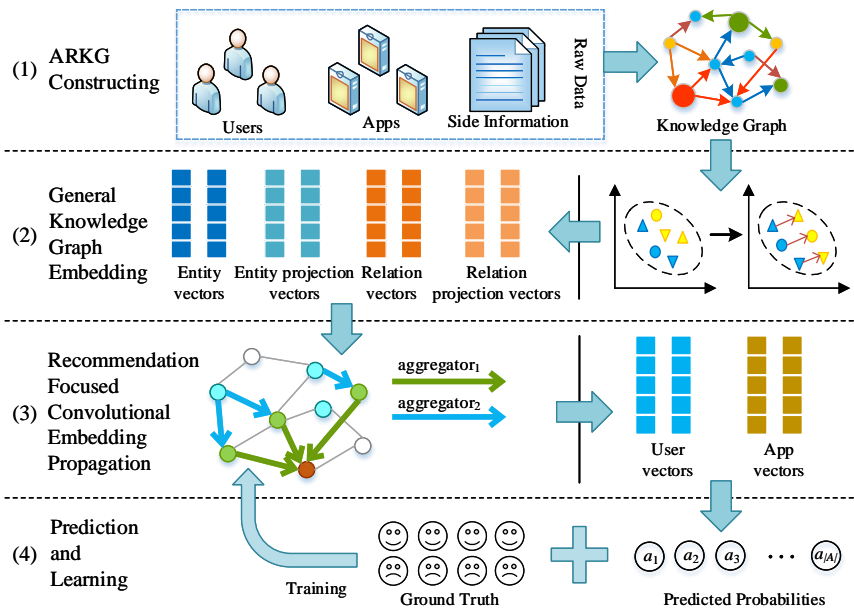 (1) ARKG
Constructing
Users
Apps
Side Information
Raw Data
Knowledge Graph
(2) General
Knowledge
Graph
Embedding
Entity
vectors
Entity projection
vectors
Relation
vectors
Relation
projection vectors
(3) Recommendation
Focused
Convolutional
Embedding
Propagation
aggregator₁
aggregator₂
User
vectors
App
vectors
(4) Prediction
and
Learning
Training
Ground Truth
a₁ a₂ a₃ ... a|A|
Predicted Probabilities